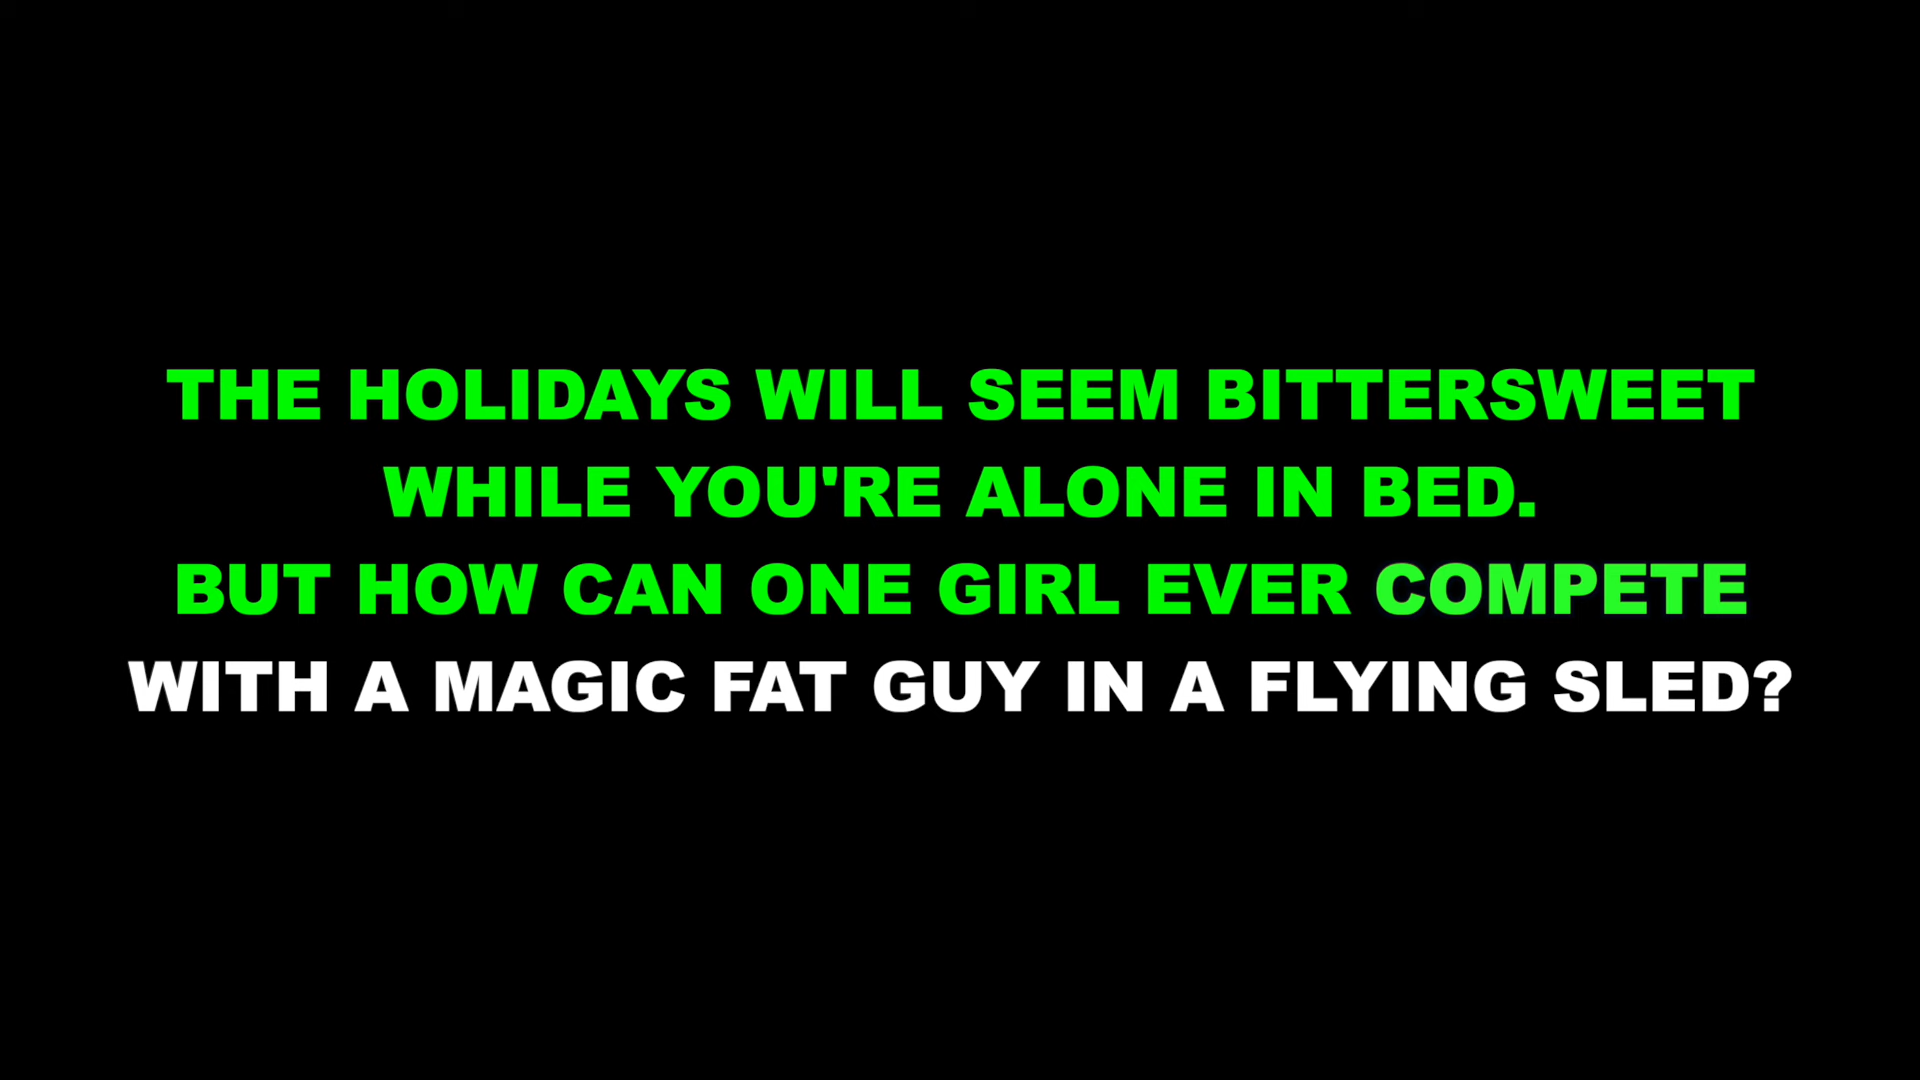 THE HOLIDAYS WILL SEEM BITTERSWEET
WHILE YOU'RE ALONE IN BED.
BUT HOW CAN ONE GIRL EVER COMPETE
WITH A MAGIC FAT GUY IN A FLYING SLED?